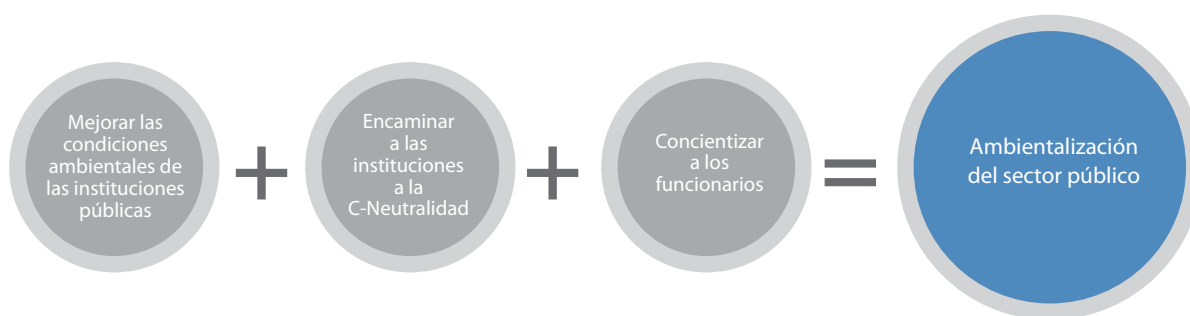 Mejorar las
condiciones
ambientales de
las instituciones
públicas
+
Encaminar
a las
instituciones
a la
C-Neutralidad
+
Concientizar
a los
funcionarios
=
Ambientalización
del sector público